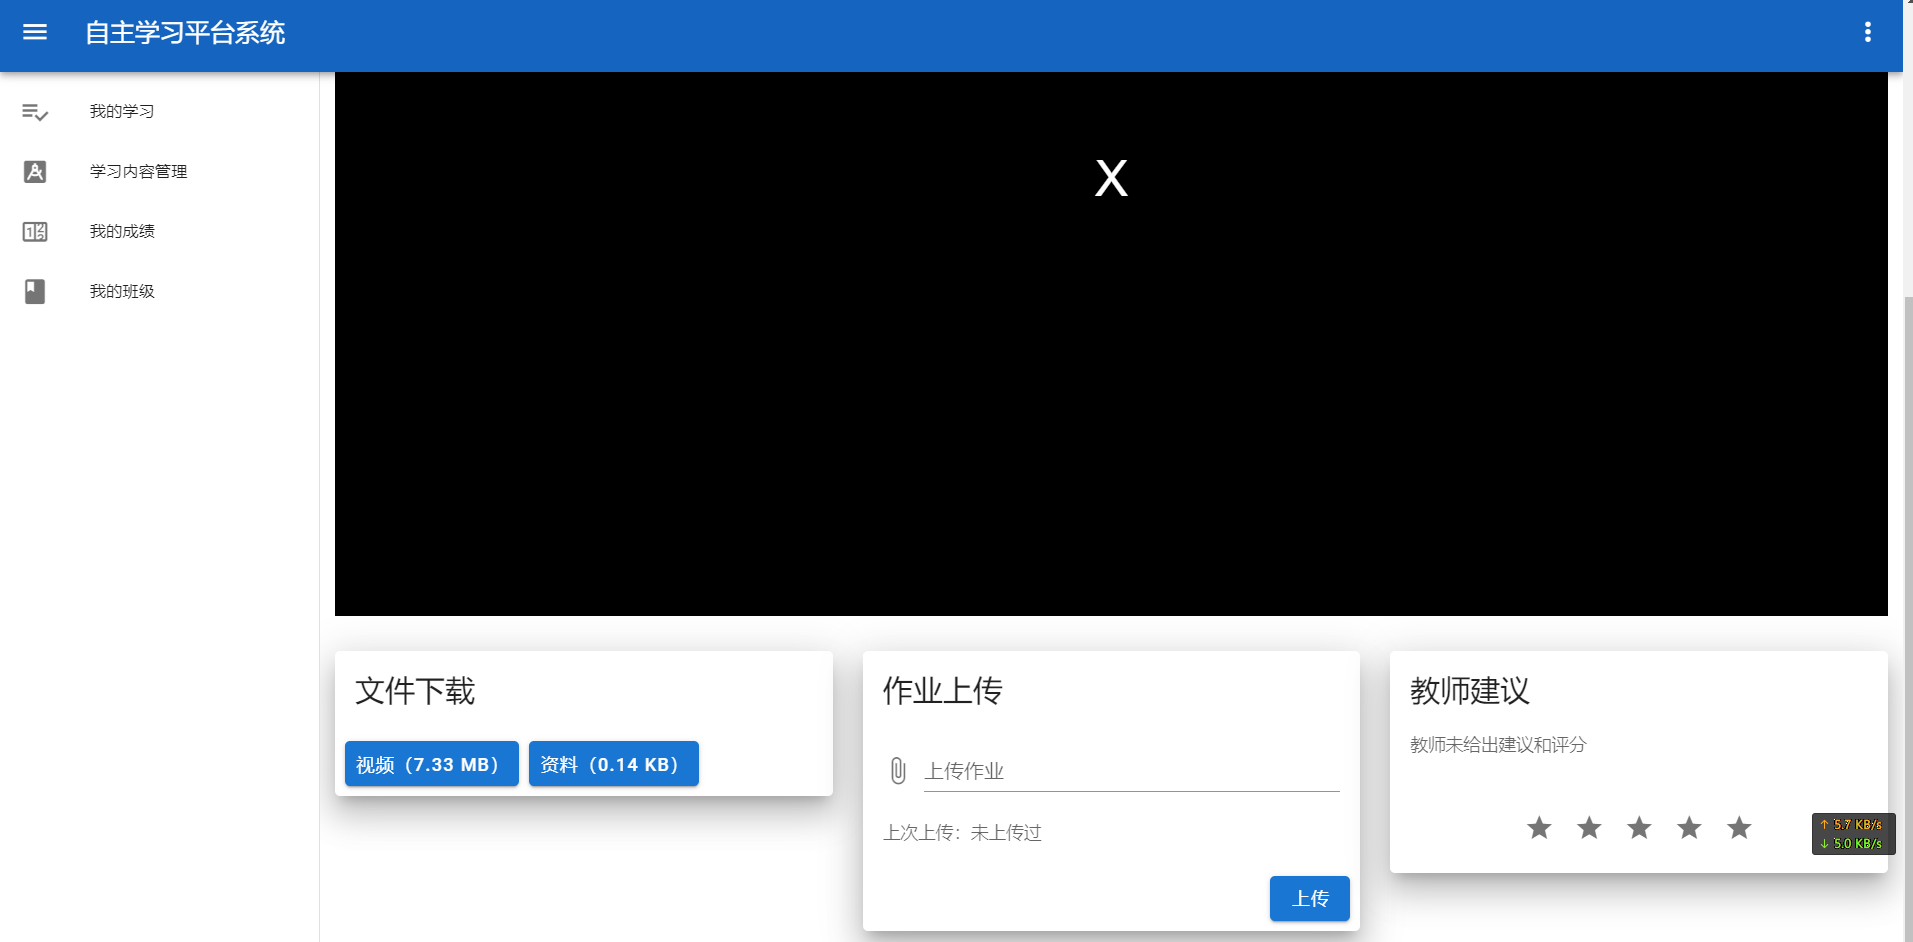 自主学习平台系统
我的学习
学习内容管理
我的成绩
我的班级
X
文件下载
视频（7.33 MB）
资料（0.14 KB）
作业上传
上传作业
上次上传：未上传过
上传
教师建议
教师未给出建议和评分
↑ 5.7 KB/s
↓ 5.0 KB/s